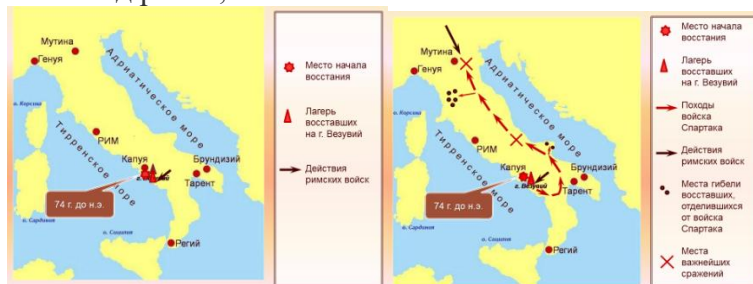 Мутина
Генуя
Адриатическое море
о. Корсика
РИМ
Тирренское море
Капуя
г. Везувий
Брундизий
Тарент
74 г. до н.э.
о. Сардиния
о. Сицилия
Регий
Место начала
восстания
Лагерь
восставших
на г. Везувий
Действия
римских войск
Мутина
Генуя
Адриатическое море
о. Корсика
РИМ
Тирренское море
Капуя
г. Везувий
Брундизий
Тарент
74 г. до н.э.
о. Сардиния
о. Сицилия
Регий
Место начала
восстания
Лагерь
восставших
на г. Везувий
Походы
войска
Спартака
Действия
римских войск
Места гибели
восставших,
отделившихся
от войска
Спартака
Места
важнейших
сражений